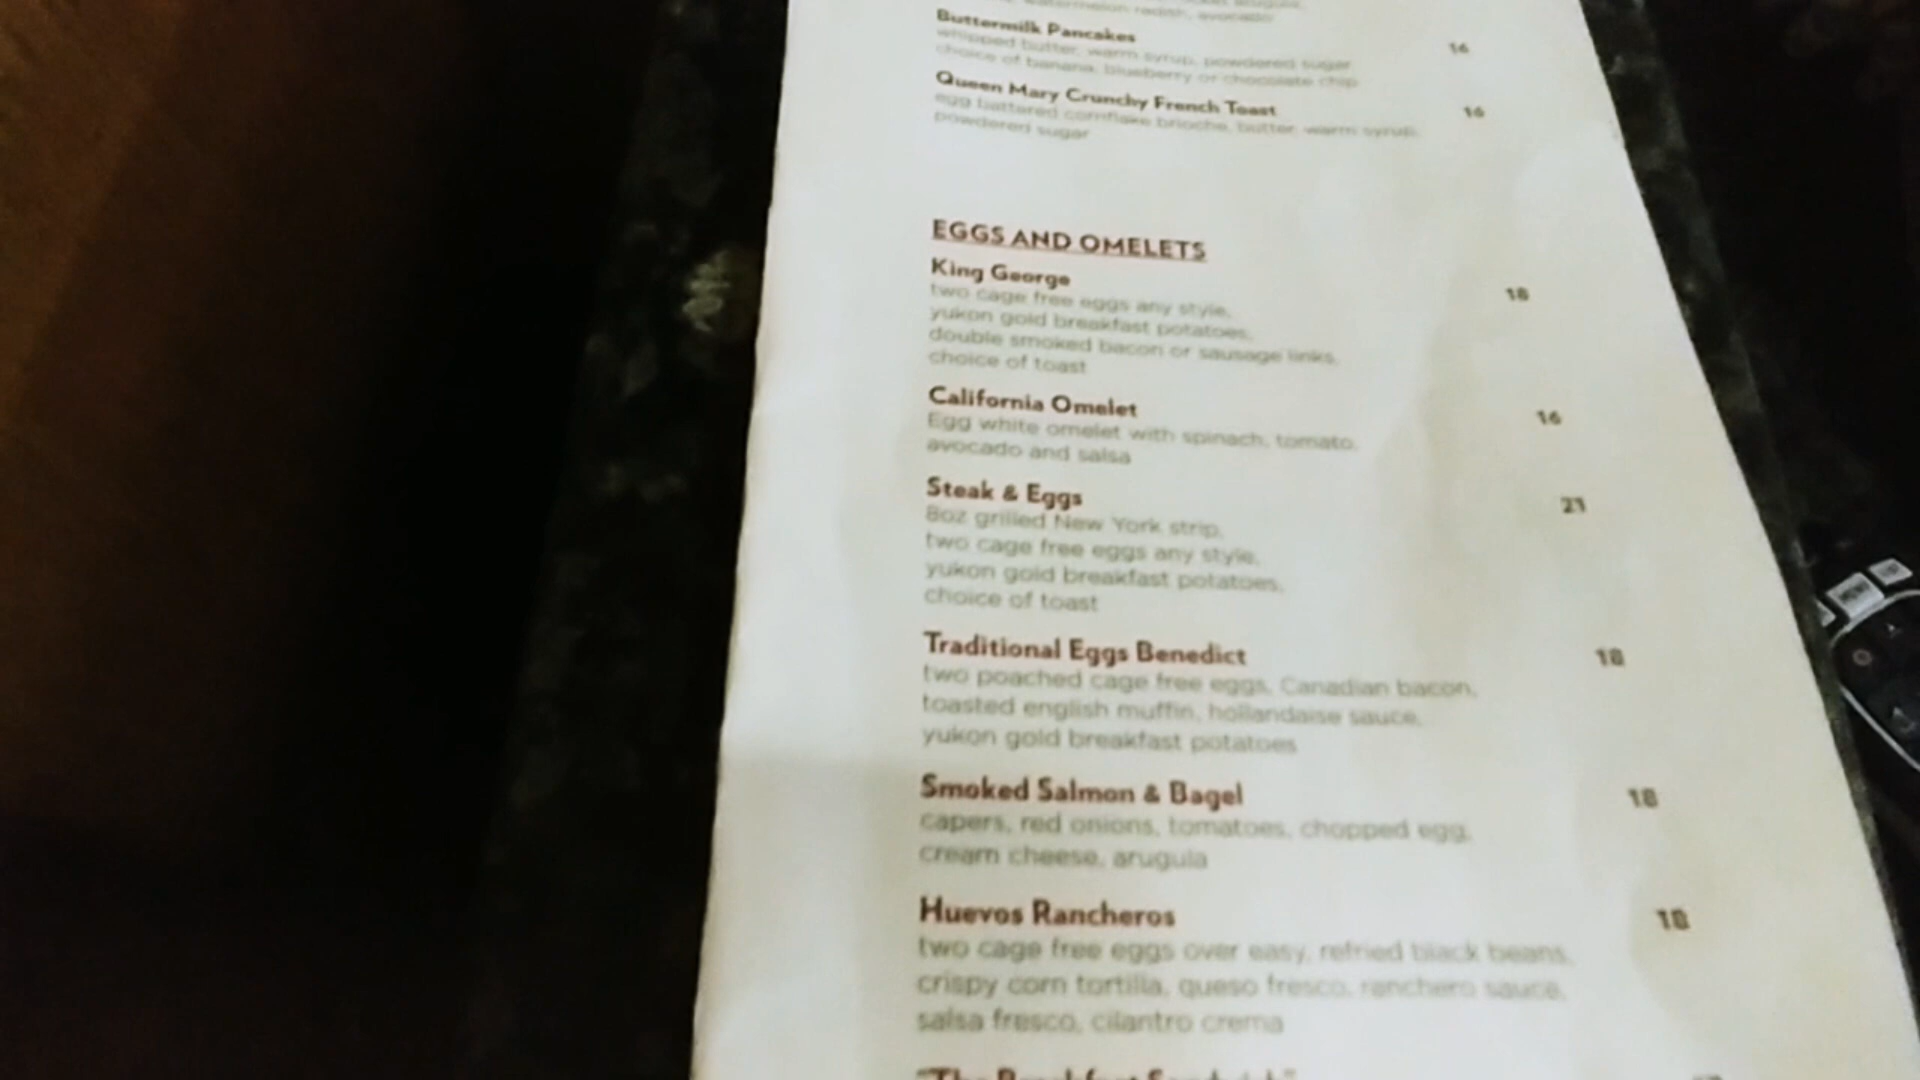 watermelon radish, avocado
Buttermilk Pancakes 16
whipped butter, warm syrup, powdered sugar
choice of banana, blueberry or chocolate chip
Queen Mary Crunchy French Toast 16
egg battered cornflake brioche, butter, warm syrup,
powdered sugar
EGGS AND OMELETS
King George 18
two cage free eggs any style,
yukon gold breakfast potatoes,
double smoked bacon or sausage links,
choice of toast
California Omelet 16
Egg white omelet with spinach, tomato,
avocado and salsa
Steak & Eggs 21
8oz grilled New York strip,
two cage free eggs any style,
yukon gold breakfast potatoes,
choice of toast
Traditional Eggs Benedict 18
two poached cage free eggs, Canadian bacon,
toasted english muffin, hollandaise sauce,
yukon gold breakfast potatoes
Smoked Salmon & Bagel 18
capers, red onions, tomatoes, chopped egg,
cream cheese, arugula
Huevos Rancheros 18
two cage free eggs over easy, refried black beans,
crispy corn tortilla, queso fresco, ranchero sauce,
salsa fresco, cilantro crema
"The Breakfast Sandwich"
MENU